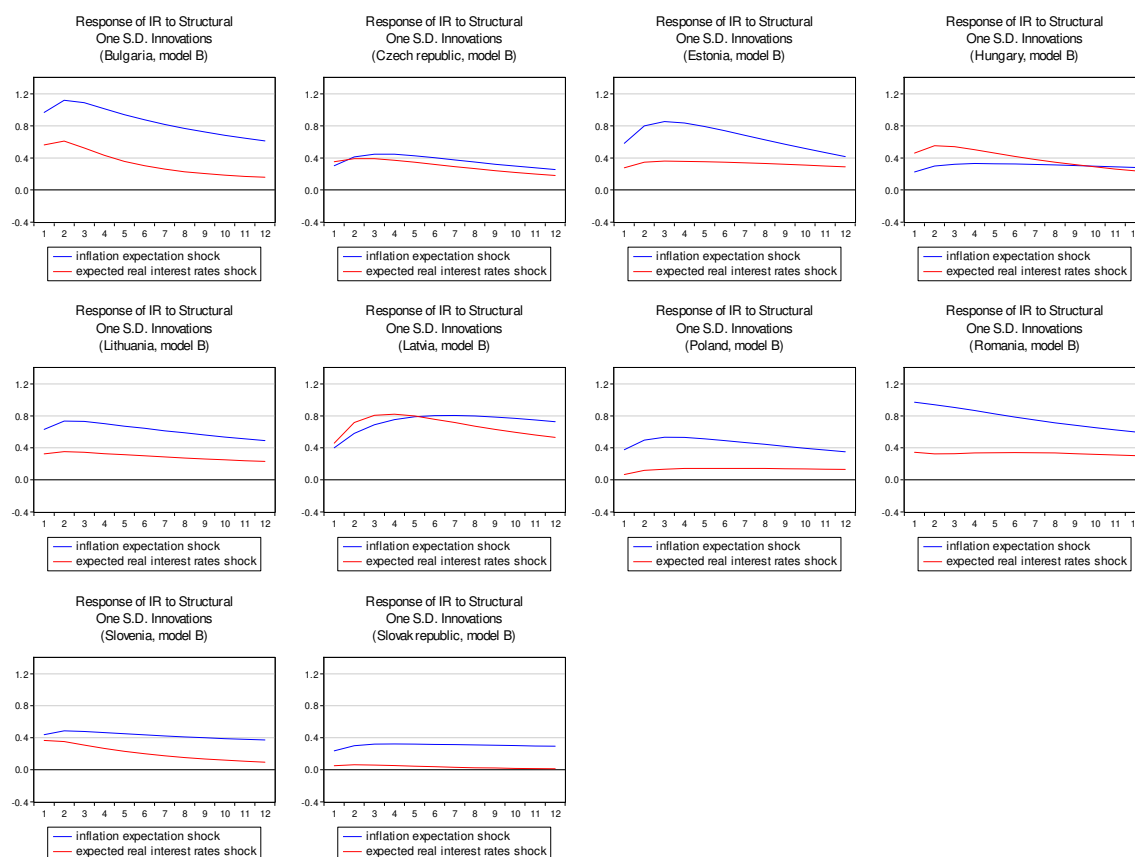 Response of IR to Structural
One S.D. Innovations
(Bulgaria, model B)
1.2
0.8
0.4
0.0
-0.4
1 2 3 4 5 6 7 8 9 10 11 12
inflation expectation shock
expected real interest rates shock
Response of IR to Structural
One S.D. Innovations
(Czech republic, model B)
1.2
0.8
0.4
0.0
-0.4
1 2 3 4 5 6 7 8 9 10 11 12
inflation expectation shock
expected real interest rates shock
Response of IR to Structural
One S.D. Innovations
(Estonia, model B)
1.2
0.8
0.4
0.0
-0.4
1 2 3 4 5 6 7 8 9 10 11 12
inflation expectation shock
expected real interest rates shock
Response of IR to Structural
One S.D. Innovations
(Hungary, model B)
1.2
0.8
0.4
0.0
-0.4
1 2 3 4 5 6 7 8 9 10 11
inflation expectation shock
expected real interest rates shock
Response of IR to Structural
One S.D. Innovations
(Lithuania, model B)
1.2
0.8
0.4
0.0
-0.4
1 2 3 4 5 6 7 8 9 10 11 12
inflation expectation shock
expected real interest rates shock
Response of IR to Structural
One S.D. Innovations
(Latvia, model B)
1.2
0.8
0.4
0.0
-0.4
1 2 3 4 5 6 7 8 9 10 11 12
inflation expectation shock
expected real interest rates shock
Response of IR to Structural
One S.D. Innovations
(Poland, model B)
1.2
0.8
0.4
0.0
-0.4
1 2 3 4 5 6 7 8 9 10 11 12
inflation expectation shock
expected real interest rates shock
Response of IR to Structural
One S.D. Innovations
(Romania, model B)
1.2
0.8
0.4
0.0
-0.4
1 2 3 4 5 6 7 8 9 10 11
inflation expectation shock
expected real interest rates shock
Response of IR to Structural
One S.D. Innovations
(Slovenia, model B)
1.2
0.8
0.4
0.0
-0.4
1 2 3 4 5 6 7 8 9 10 11 12
inflation expectation shock
expected real interest rates shock
Response of IR to Structural
One S.D. Innovations
(Slovak republic, model B)
1.2
0.8
0.4
0.0
-0.4
1 2 3 4 5 6 7 8 9 10 11 12
inflation expectation shock
expected real interest rates shock